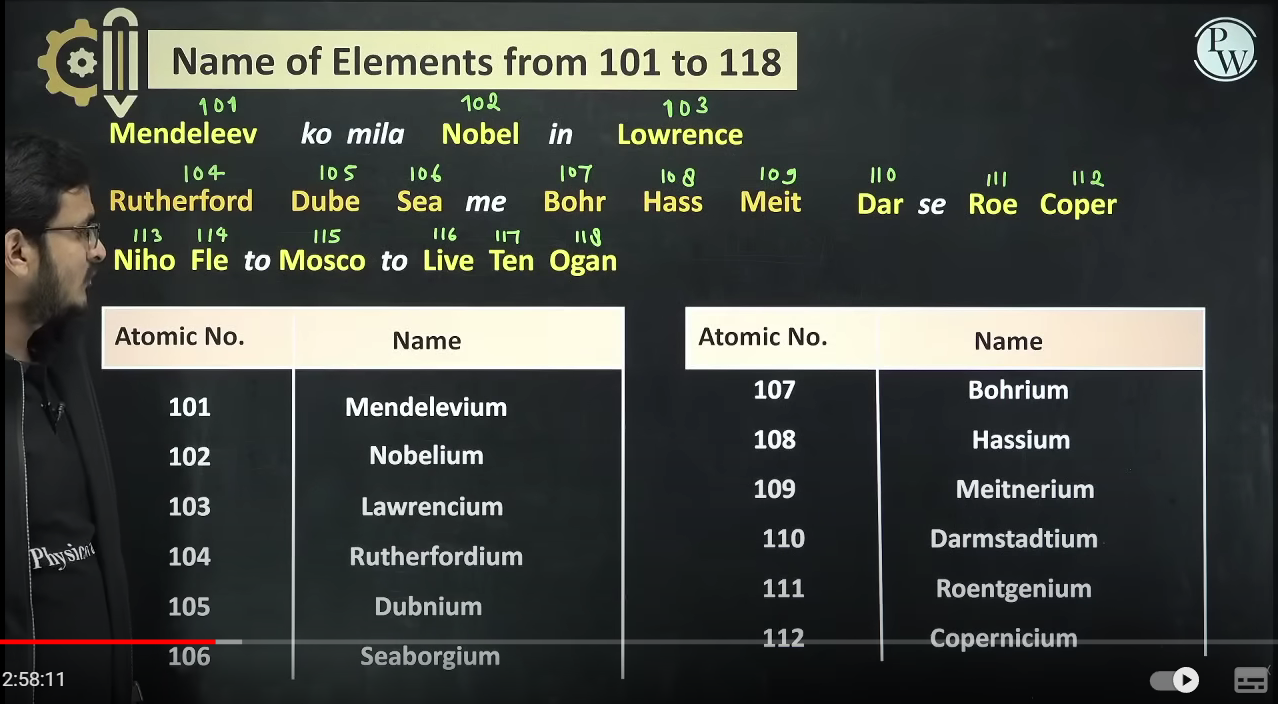 Name of Elements from 101 to 118
PW
101 102 103
Mendeleev ko mila Nobel in Lowrence
104 105 106 107 108 109 110 111 112
Rutherford Dube Sea me Bohr Hass Meit Dar se Roe Coper
113 114 115 116 117 118
Niho Fle to Mosco to Live Ten Ogan
Atomic No. Name
101 Mendelevium
102 Nobelium
103 Lawrencium
104 Rutherfordium
105 Dubnium
106 Seaborgium
Atomic No. Name
107 Bohrium
108 Hassium
109 Meitnerium
110 Darmstadtium
111 Roentgenium
112 Copernicium
2:58:11